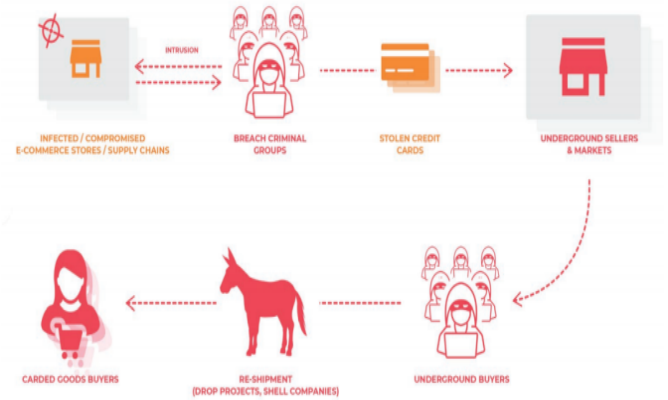 INTRUSION
INFECTED / COMPROMISED
E-COMMERCE STORES / SUPPLY CHAINS
BREACH CRIMINAL
GROUPS
STOLEN CREDIT
CARDS
UNDERGROUND SELLERS
& MARKETS
CARDED GOODS BUYERS
RE-SHIPMENT
(DROP PROJECTS, SHELL COMPANIES)
UNDERGROUND BUYERS